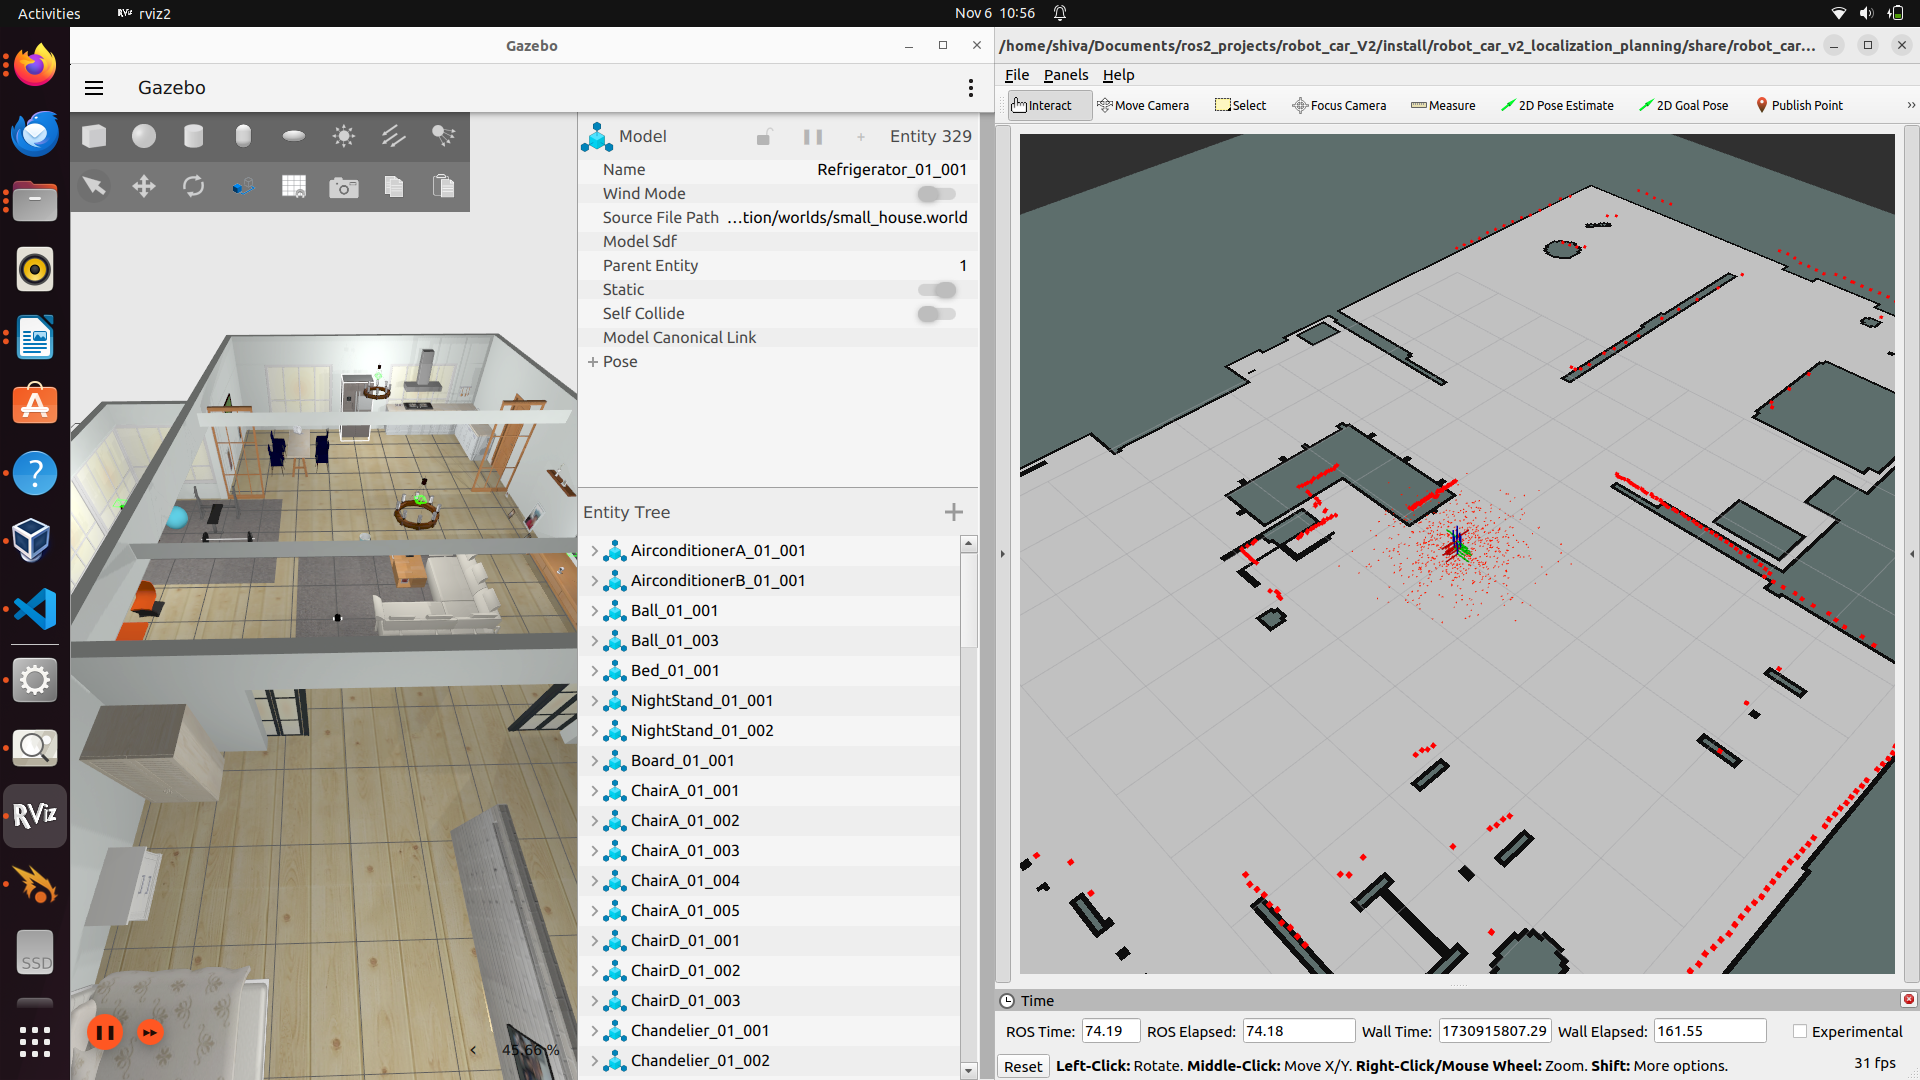 Activities
RViz rviz2
Nov 6 10:56
Gazebo
Gazebo
Model
Entity 329
Name
Refrigerator_01_001
Wind Mode
Source File Path
…tion/worlds/small_house.world
Model Sdf
Parent Entity
1
Static
Self Collide
Model Canonical Link
Pose
Entity Tree
AirconditionerA_01_001
AirconditionerB_01_001
Ball_01_001
Ball_01_003
Bed_01_001
NightStand_01_001
NightStand_01_002
Board_01_001
ChairA_01_001
ChairA_01_002
ChairA_01_003
ChairA_01_004
ChairA_01_005
ChairD_01_001
ChairD_01_002
ChairD_01_003
Chandelier_01_001
Chandelier_01_002
45.66 %
RViz
SSD
/home/shiva/Documents/ros2_projects/robot_car_V2/install/robot_car_v2_localization_planning/share/robot_car...
File Panels Help
Interact Move Camera Select Focus Camera Measure 2D Pose Estimate 2D Goal Pose Publish Point
Time
ROS Time: 74.19 ROS Elapsed: 74.18 Wall Time: 1730915807.29 Wall Elapsed: 161.55 Experimental
Reset Left-Click: Rotate. Middle-Click: Move X/Y. Right-Click/Mouse Wheel: Zoom. Shift: More options.
31 fps